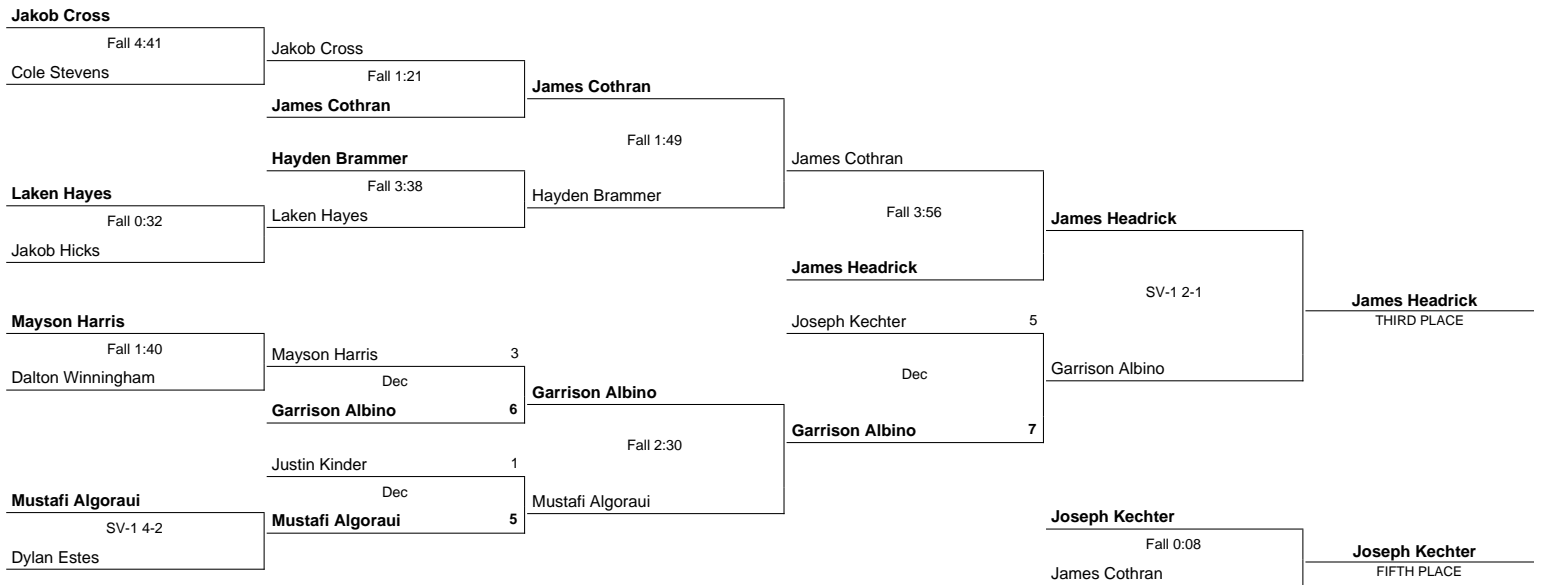 Jakob Cross
Fall 4:41
Cole Stevens
Laken Hayes
Fall 0:32
Jakob Hicks
Mayson Harris
Fall 1:40
Dalton Winningham
Mustafi Algoraui
SV-1 4-2
Dylan Estes
Jakob Cross
Fall 1:21
James Cothran
Hayden Brammer
Fall 3:38
Laken Hayes
Mayson Harris 3
Dec
Garrison Albino 6
Justin Kinder 1
Dec
Mustafi Algoraui 5
James Cothran
Fall 1:49
Hayden Brammer
Garrison Albino
Fall 2:30
Mustafi Algoraui
James Cothran
Fall 3:56
James Headrick
Joseph Kechter 5
Dec
Garrison Albino 7
James Headrick
SV-1 2-1
Garrison Albino
James Headrick
THIRD PLACE
Joseph Kechter
Fall 0:08
James Cothran
Joseph Kechter
FIFTH PLACE